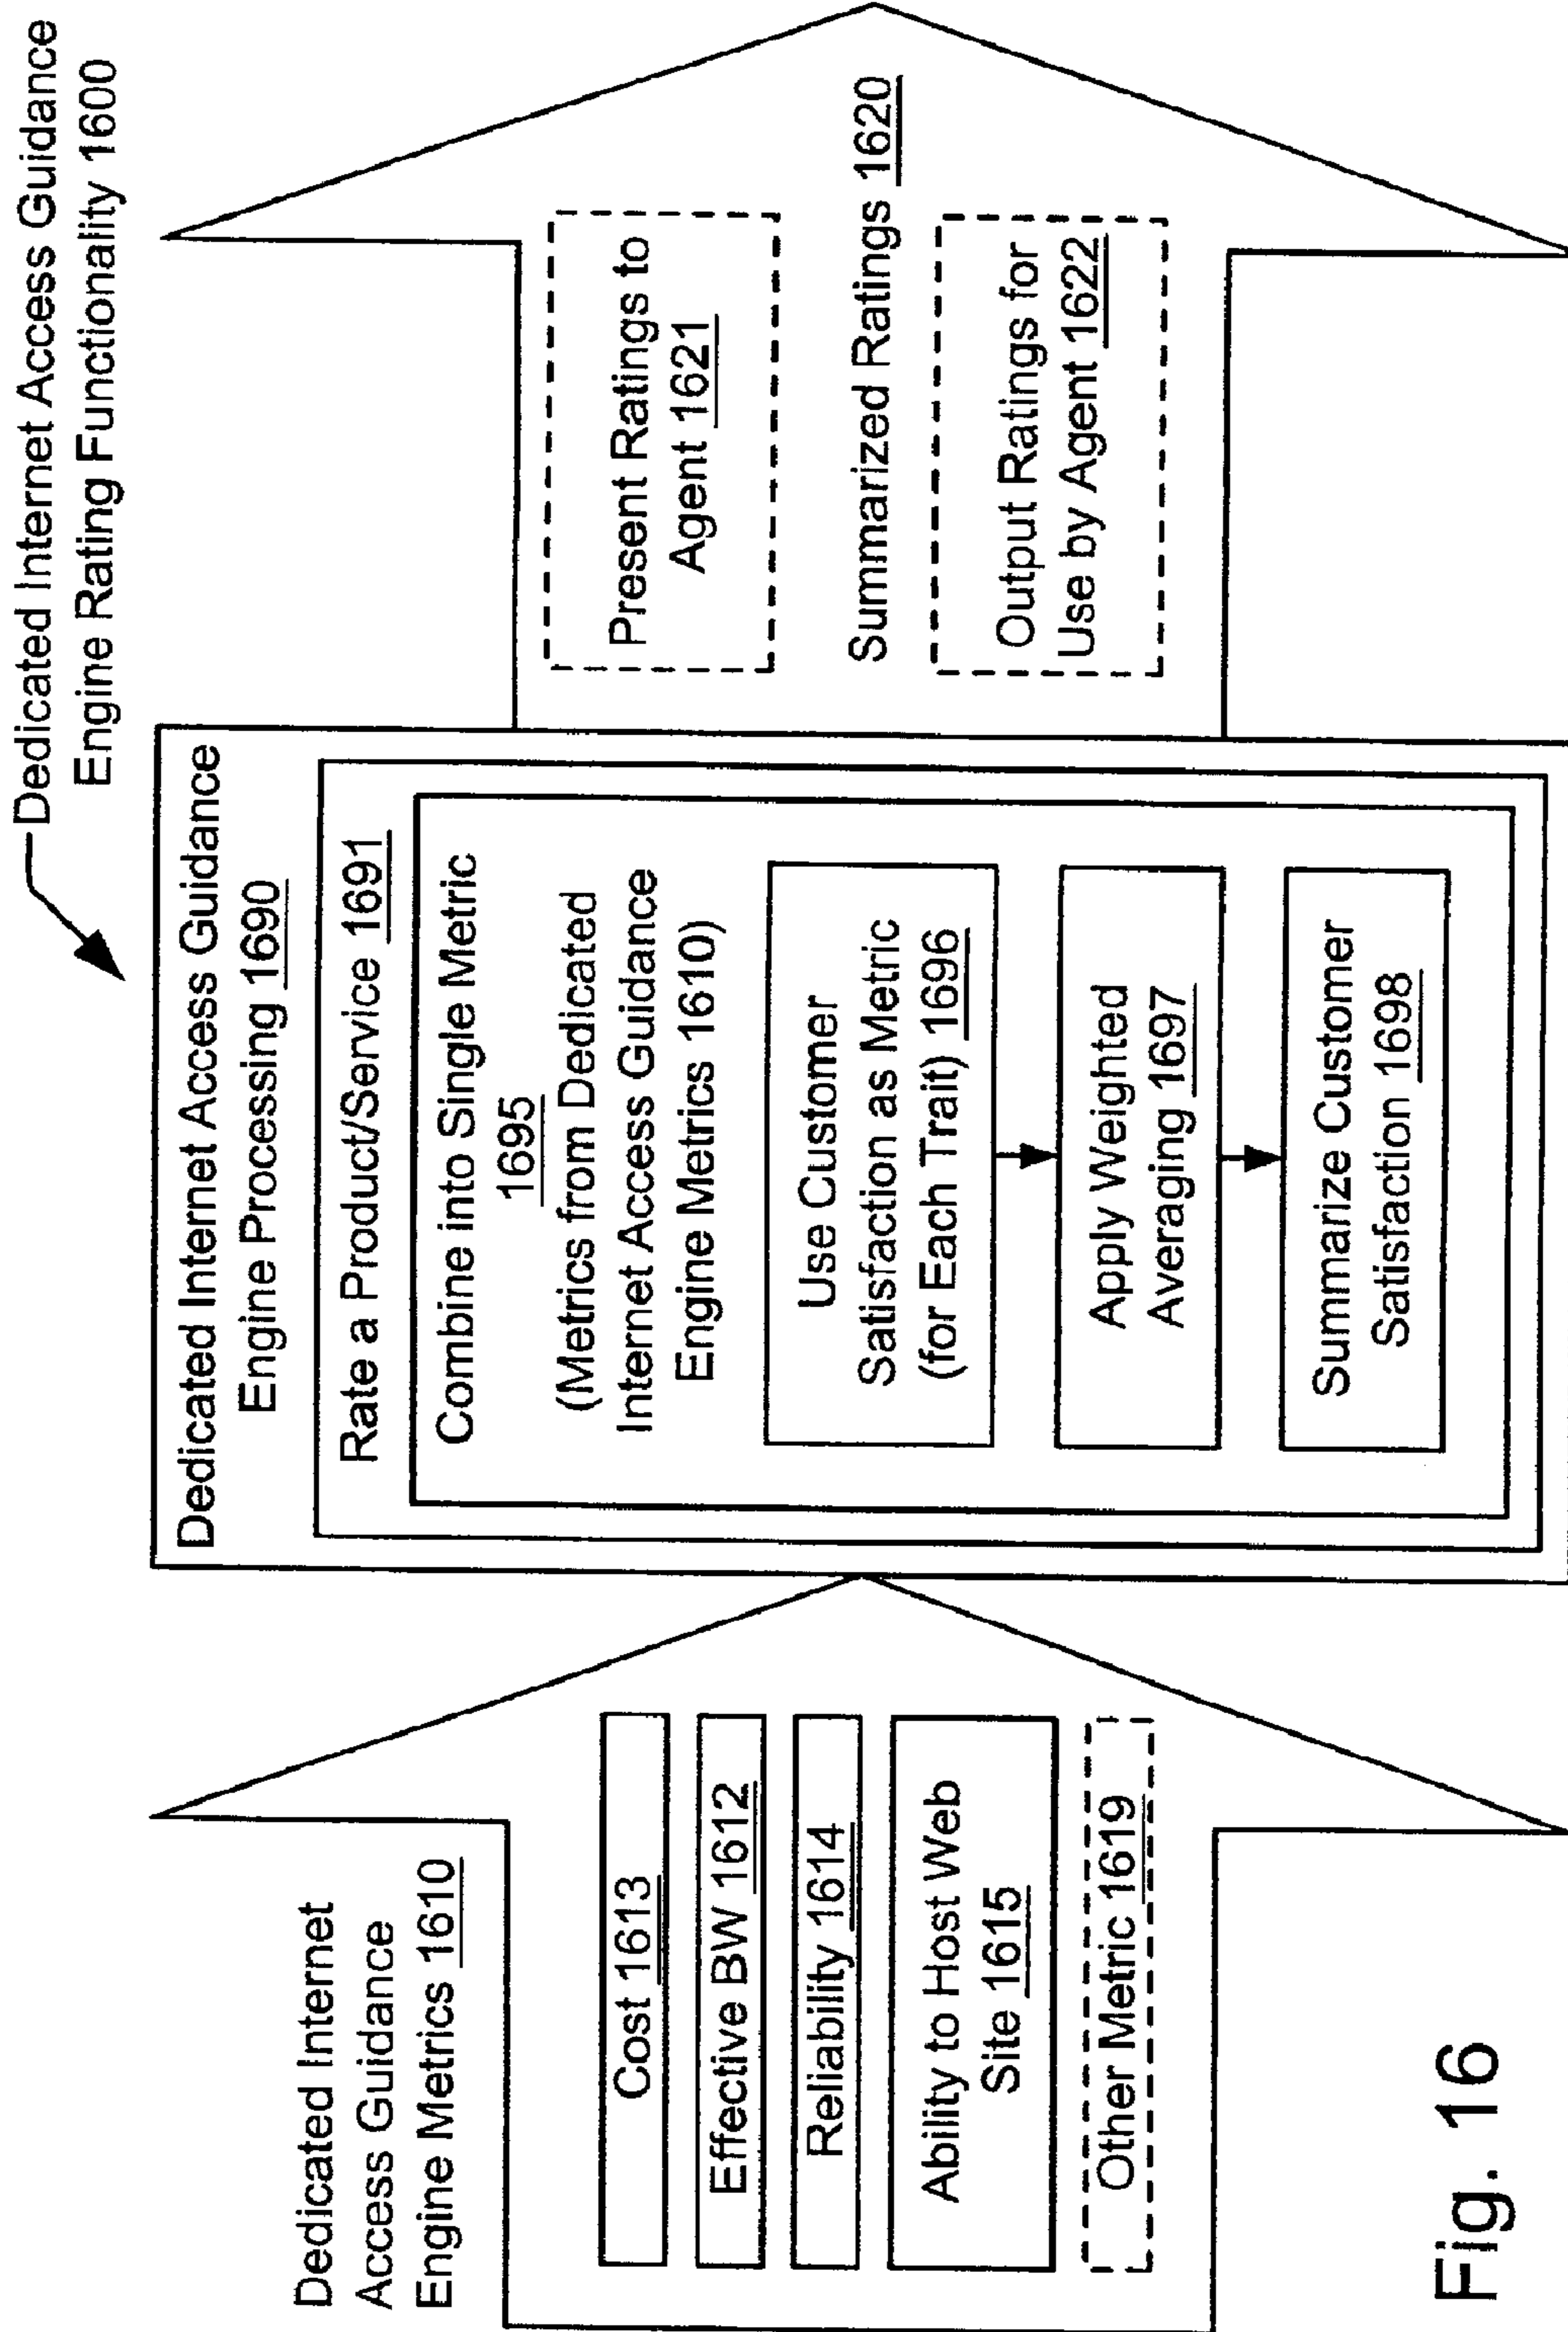 Dedicated Internet Access Guidance
Engine Rating Functionality 1600
Dedicated Internet
Access Guidance
Engine Metrics 1610
Cost 1613
Effective BW 1612
Reliability 1614
Ability to Host Web
Site 1615
Other Metric 1619
Dedicated Internet Access Guidance
Engine Processing 1690
Rate a Product/Service 1691
Combine into Single Metric
1695
(Metrics from Dedicated
Internet Access Guidance
Engine Metrics 1610)
Use Customer
Satisfaction as Metric
(for Each Trait) 1696
Apply Weighted
Averaging 1697
Summarize Customer
Satisfaction 1698
Present Ratings to
Agent 1621
Summarized Ratings 1620
Output Ratings for
Use by Agent 1622
Fig. 16